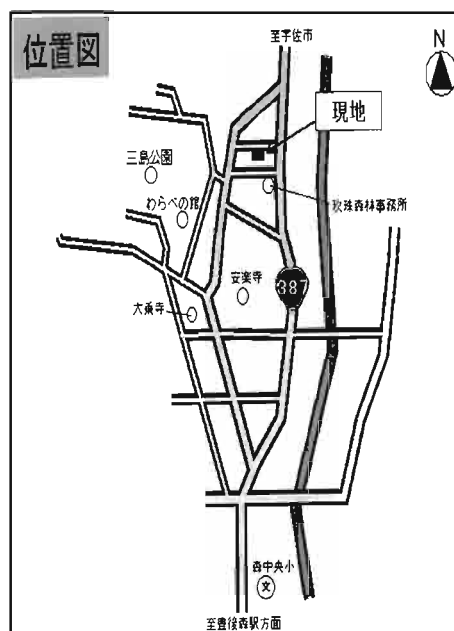 位置図
至宇佐市
N
現地
三島公園
わらべの館
玖珠森林事務所
安楽寺
387
大乗寺
森中央小
文
至豊後森駅方面